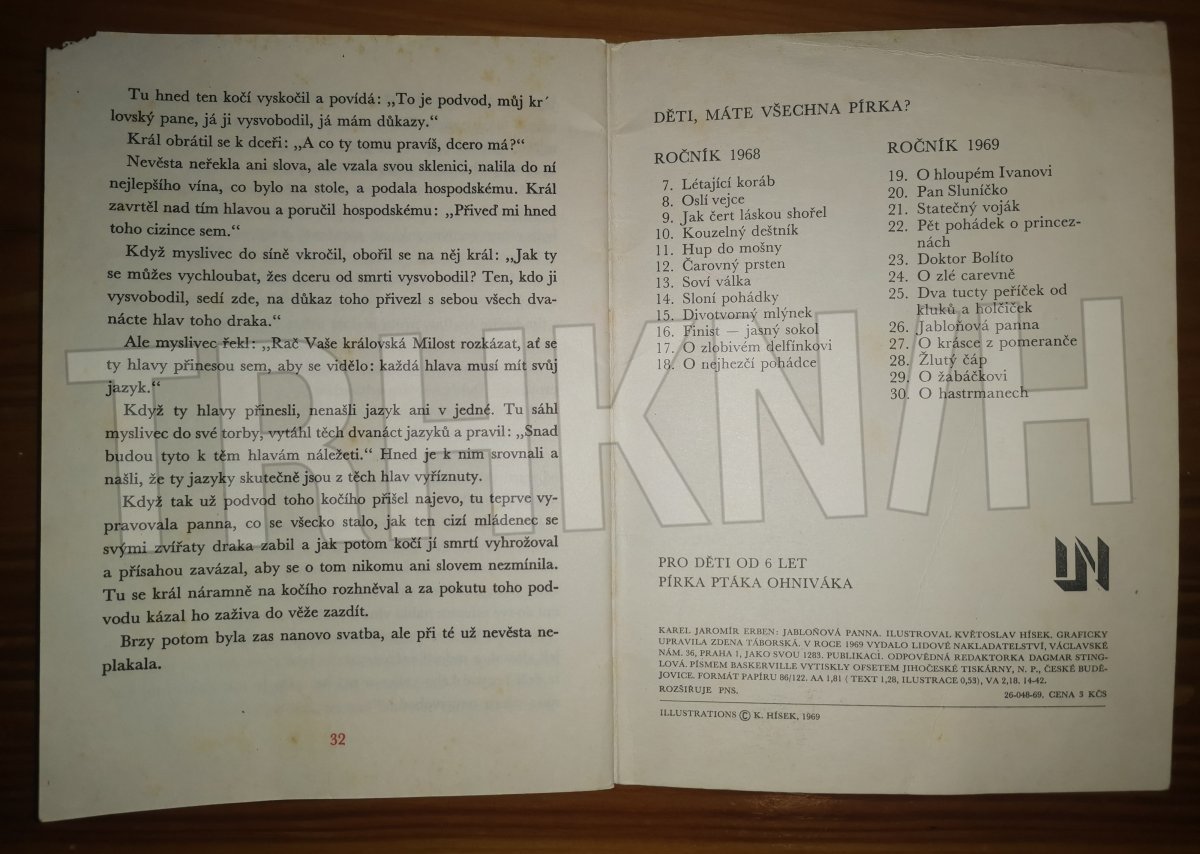 Tu hned ten kočí vyskočil a povídá: „To je podvod, můj kr´
lovský pane, já ji vysvobodil, já mám důkazy.“
Král obrátil se k dceři: „A co ty tomu pravíš, dcero má?“
Nevěsta neřekla ani slova, ale vzala svou sklenici, nalila do ní
nejlepšího vína, co bylo na stole, a podala hospodskému. Král
zavrtěl nad tím hlavou a poručil hospodskému: „Přiveď mi hned
toho cizince sem.“
Když myslivec do síně vkročil, obořil se na něj král: „Jak ty
se můžes vychloubat, žes dceru od smrti vysvobodil? Ten, kdo ji
vysvobodil, sedí zde, na důkaz toho přivezl s sebou všech dva-
nácte hlav toho draka.“
Ale myslivec řekl: „Rač Vaše královská Milost rozkázat, ať se
ty hlavy přinesou sem, aby se vidělo: každá hlava musí mít svůj
jazyk.“
Když ty hlavy přinesli, nenašli jazyk ani v jedné. Tu sáhl
myslivec do své torby, vytáhl těch dvanáct jazyků a pravil: „Snad
budou tyto k těm hlavám náležeti.“ Hned je k nim srovnali a
našli, že ty jazyky skutečně jsou z těch hlav vyříznuty.
Když tak už podvod toho kočího přišel najevo, tu teprve vy-
pravovala panna, co se všecko stalo, jak ten cizí mládenec se
svými zvířaty draka zabil a jak potom kočí jí smrtí vyhrožoval
a přísahou zavázal, aby se o tom nikomu ani slovem nezmínila.
Tu se král náramně na kočího rozhněval a za pokutu toho pod-
vodu kázal ho zaživa do věže zazdít.
Brzy potom byla zas nanovo svatba, ale při té už nevěsta ne-
plakala.
32
DĚTI, MÁTE VŠECHNA PÍRKA?
ROČNÍK 1968
7. Létající koráb
8. Oslí vejce
9. Jak čert láskou shořel
10. Kouzelný deštník
11. Hup do mošny
12. Čarovný prsten
13. Soví válka
14. Sloní pohádky
15. Divotvorný mlýnek
16. Finist — jasný sokol
17. O zlobivém delfínkovi
18. O nejhezčí pohádce
ROČNÍK 1969
19. O hloupém Ivanovi
20. Pan Sluníčko
21. Statečný voják
22. Pět pohádek o princez-
nách
23. Doktor Bolíto
24. O zlé carevně
25. Dva tucty peříček od
kluků a holčiček
26. Jabloňová panna
27. O krásce z pomeranče
28. Žlutý čáp
29. O žabáčkovi
30. O hastrmanech
TRHKNIH
PRO DĚTI OD 6 LET
PÍRKA PTÁKA OHNIVÁKA
KAREL JAROMÍR ERBEN: JABLOŇOVÁ PANNA. ILUSTROVAL KVĚTOSLAV HÍSEK. GRAFICKY
UPRAVILA ZDENA TÁBORSKÁ. V ROCE 1969 VYDALO LIDOVÉ NAKLADATELSTVÍ, VÁCLAVSKÉ
NÁM. 36, PRAHA 1, JAKO SVOU 1283. PUBLIKACI. ODPOVĚDNÁ REDAKTORKA DAGMAR STING-
LOVÁ. PÍSMEM BASKERVILLE VYTISKLY OFSETEM JIHOČESKÉ TISKÁRNY, N. P., ČESKÉ BUDĚ-
JOVICE. FORMÁT PAPÍRU 86/122. AA 1,81 ( TEXT 1,28, ILUSTRACE 0,53), VA 2,18. 14-42.
ROZŠIŘUJE PNS.
26-048-69. CENA 3 KČS
ILLUSTRATIONS © K. HÍSEK, 1969